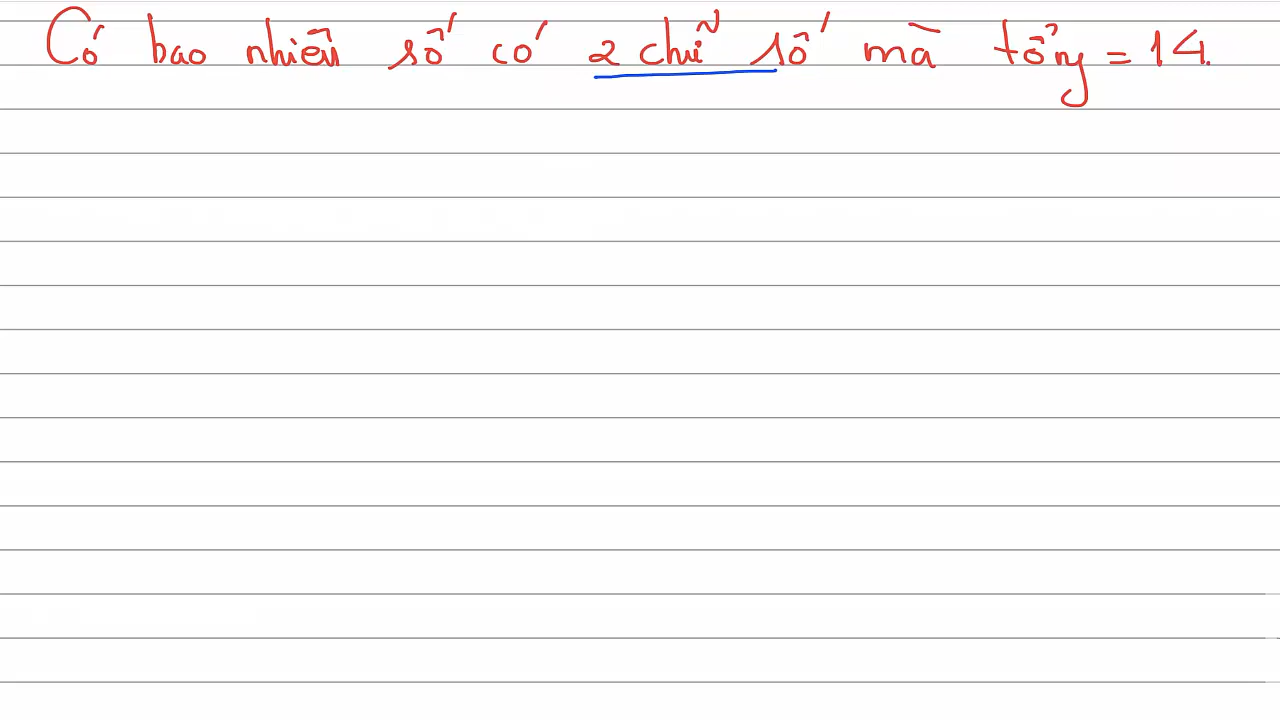 Có bao nhiêu số có 2 chữ số mà tổng = 14.